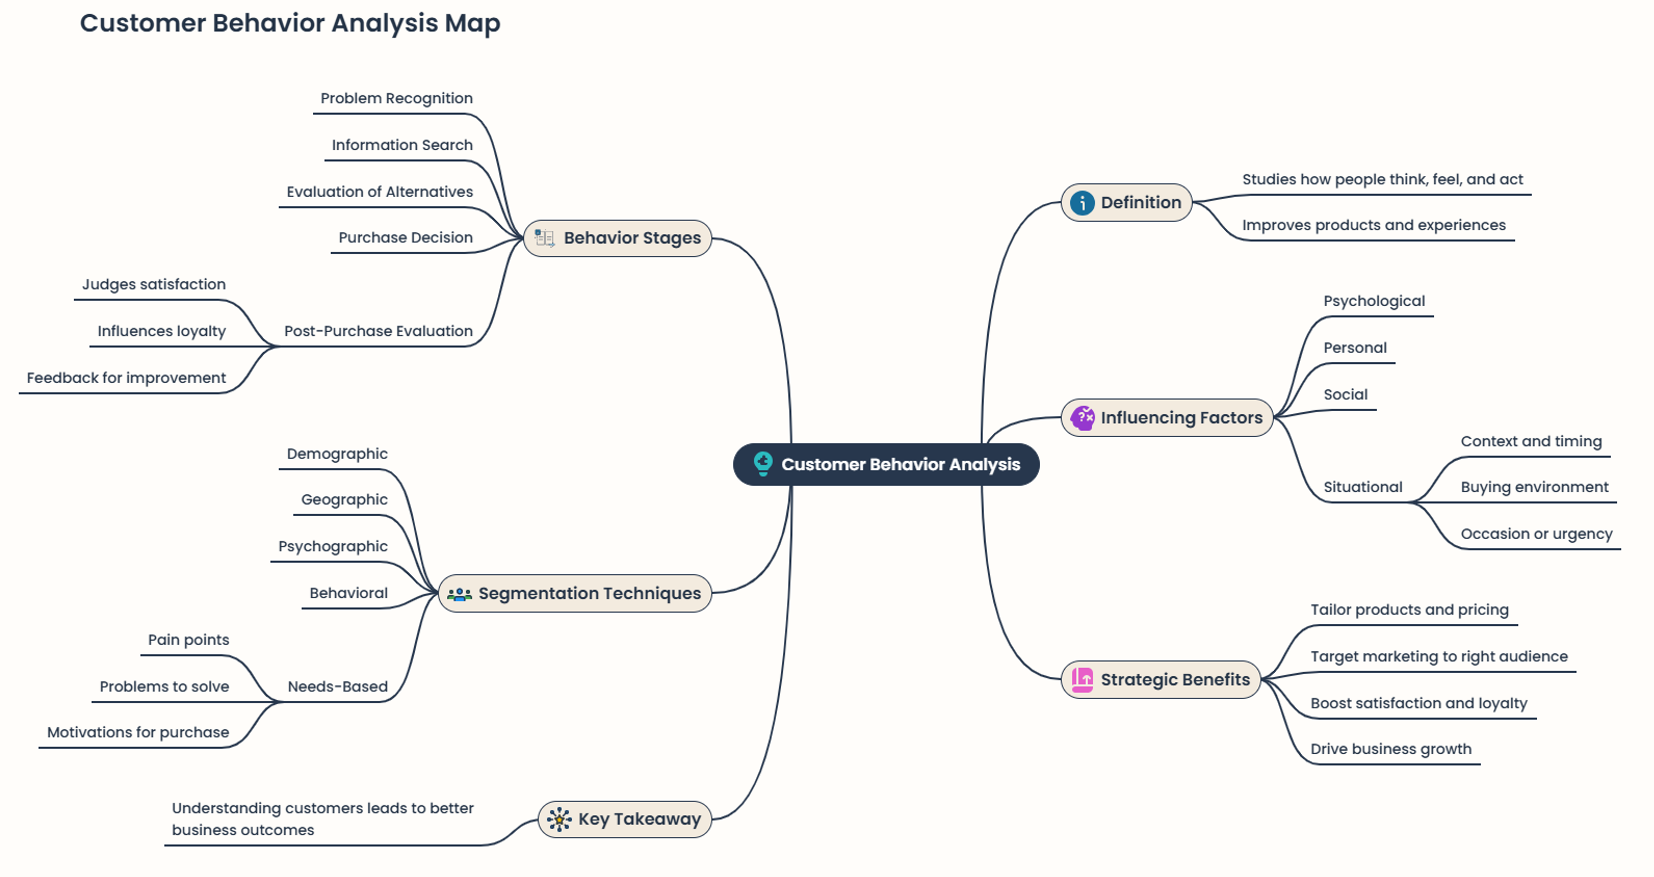 Customer Behavior Analysis Map
Problem Recognition
Information Search
Evaluation of Alternatives
Purchase Decision
Behavior Stages
Judges satisfaction
Influences loyalty
Post-Purchase Evaluation
Feedback for improvement
Demographic
Geographic
Psychographic
Behavioral
Segmentation Techniques
Pain points
Problems to solve
Needs-Based
Motivations for purchase
Understanding customers leads to better
business outcomes
Key Takeaway
Customer Behavior Analysis
Definition
Studies how people think, feel, and act
Improves products and experiences
Influencing Factors
Psychological
Personal
Social
Situational
Context and timing
Buying environment
Occasion or urgency
Strategic Benefits
Tailor products and pricing
Target marketing to right audience
Boost satisfaction and loyalty
Drive business growth